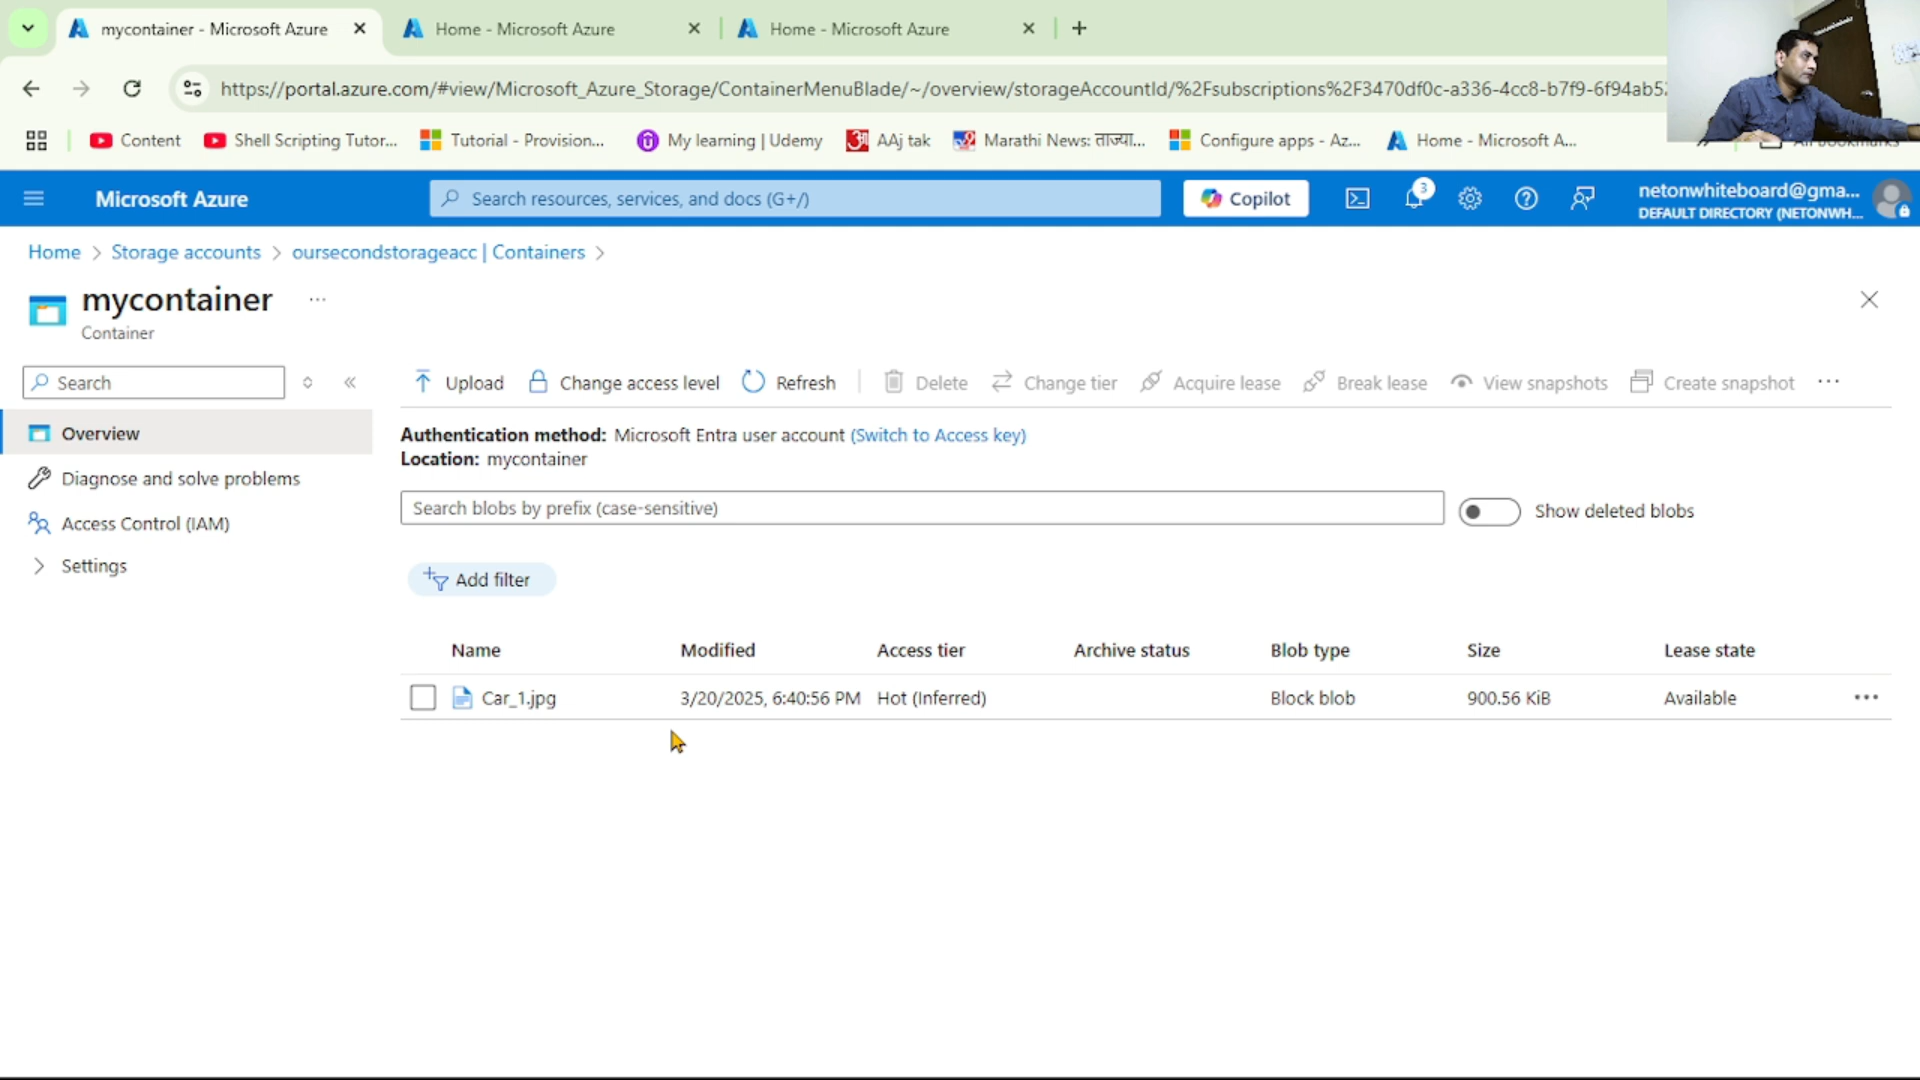 mycontainer - Microsoft Azure
Home - Microsoft Azure
Home - Microsoft Azure
https://portal.azure.com/#view/Microsoft_Azure_Storage/ContainerMenuBlade/~/overview/storageAccountId/%2Fsubscriptions%2F3470df0c-a336-4cc8-b7f9-6f94ab5
Content
Shell Scripting Tutor...
Tutorial - Provision...
My learning | Udemy
AAj tak
Marathi News: ताज्या...
Configure apps - Az...
Home - Microsoft A...
All Bookmarks
Microsoft Azure
Search resources, services, and docs (G+/)
Copilot
3
netonwhiteboard@gma...
DEFAULT DIRECTORY (NETONWH...
Home > Storage accounts > oursecondstorageacc | Containers >
mycontainer ...
Container
Search
Upload
Change access level
Refresh
Delete
Change tier
Acquire lease
Break lease
View snapshots
Create snapshot
Overview
Diagnose and solve problems
Access Control (IAM)
Settings
Authentication method: Microsoft Entra user account (Switch to Access key)
Location: mycontainer
Search blobs by prefix (case-sensitive)
Show deleted blobs
Add filter
Name Modified Access tier Archive status Blob type Size Lease state
Car_1.jpg 3/20/2025, 6:40:56 PM Hot (Inferred) Block blob 900.56 KiB Available